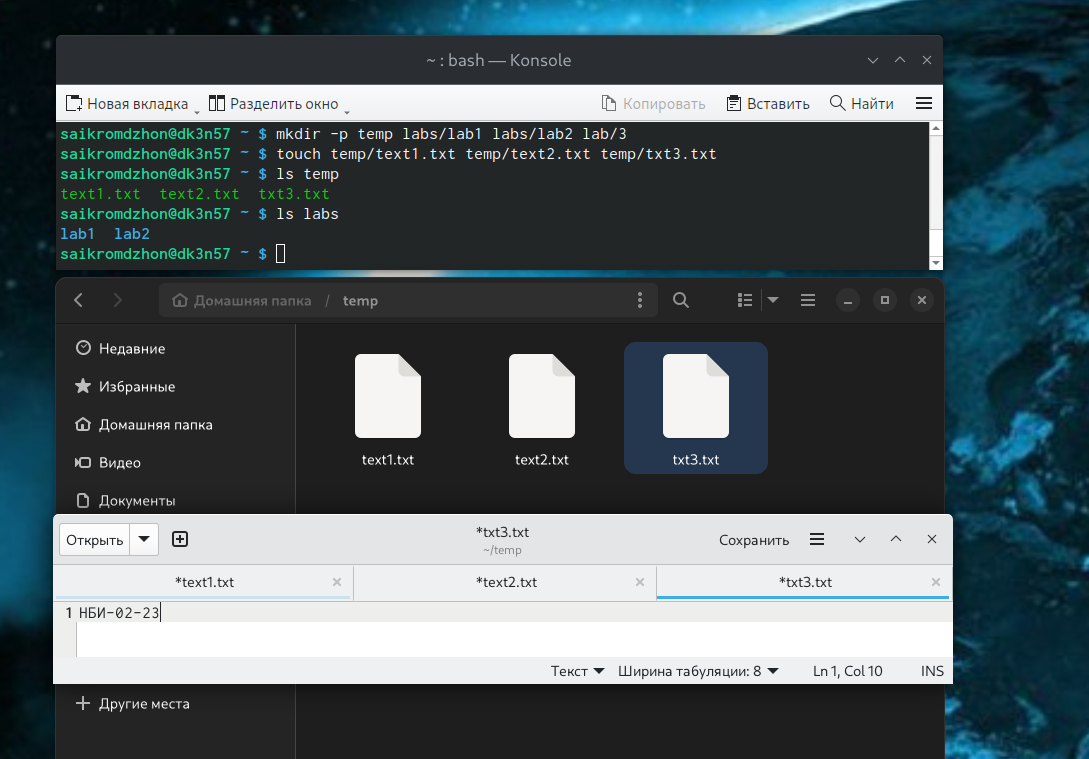 ~ : bash — Konsole
Новая вкладка Разделить окно Копировать Вставить Найти
saikromdzhon@dk3n57 ~ $ mkdir -p temp labs/lab1 labs/lab2 lab/3
saikromdzhon@dk3n57 ~ $ touch temp/text1.txt temp/text2.txt temp/txt3.txt
saikromdzhon@dk3n57 ~ $ ls temp
text1.txt text2.txt txt3.txt
saikromdzhon@dk3n57 ~ $ ls labs
lab1 lab2
saikromdzhon@dk3n57 ~ $
Домашняя папка / temp
Недавние
Избранные
Домашняя папка
Видео
Документы
text1.txt text2.txt txt3.txt
Открыть *txt3.txt Сохранить
~/temp
*text1.txt *text2.txt *txt3.txt
1 НБИ-02-23
Текст Ширина табуляции: 8 Ln 1, Col 10 INS
Другие места